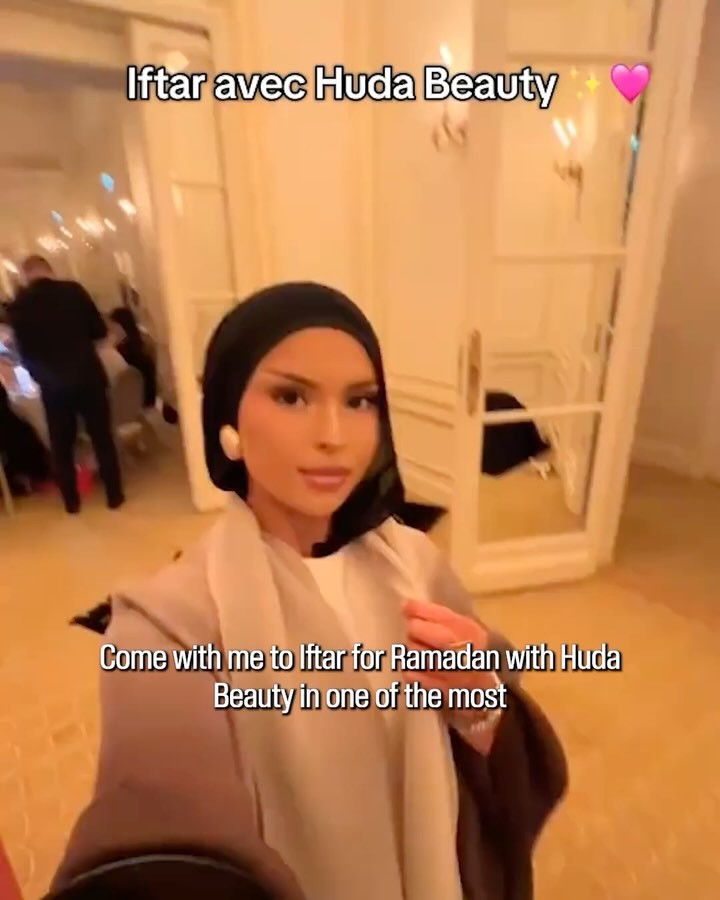 Iftar avec Huda Beauty ✨🩷
Come with me to Iftar for Ramadan with Huda
Beauty in one of the most